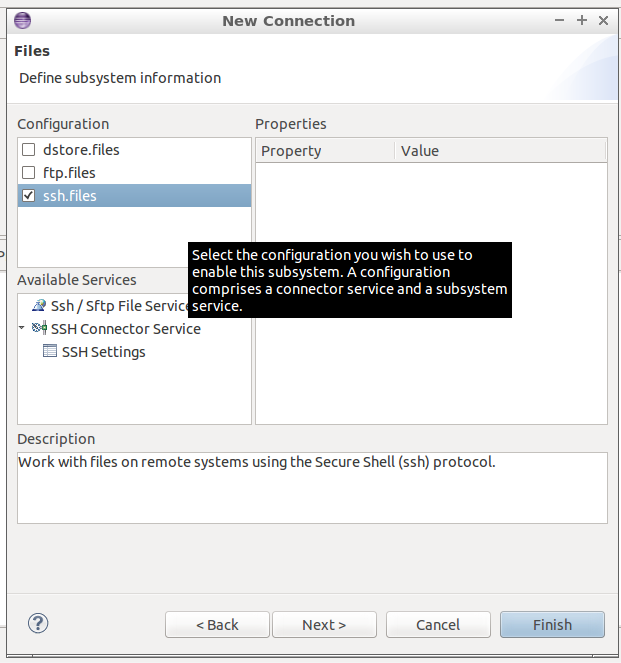 New Connection
Files
Define subsystem information
Configuration
Properties
dstore.files
ftp.files
ssh.files
Property
Value
Select the configuration you wish to use to
enable this subsystem. A configuration
comprises a connector service and a subsystem
service.
Available Services
Ssh / Sftp File Service
SSH Connector Service
SSH Settings
Description
Work with files on remote systems using the Secure Shell (ssh) protocol.
?
< Back
Next >
Cancel
Finish